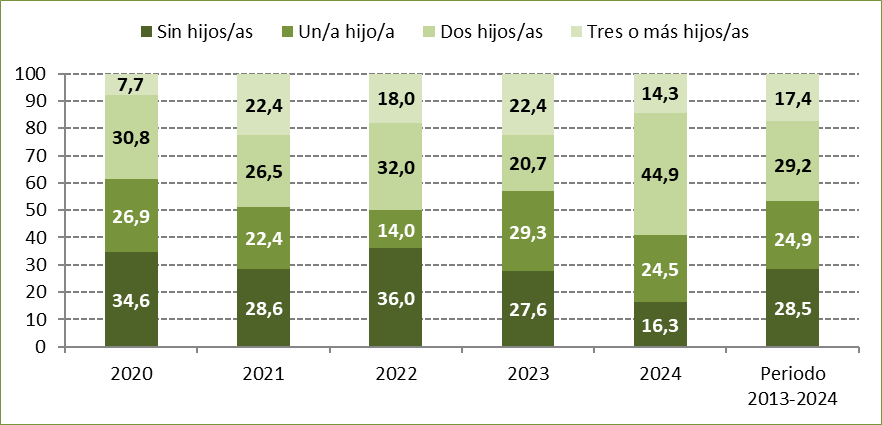 Sin hijos/as Un/a hijo/a Dos hijos/as Tres o más hijos/as
100
90
80
70
60
50
40
30
20
10
0
7,7 22,4 18,0 22,4 14,3 17,4
30,8 26,5 32,0 20,7 44,9 29,2
26,9 22,4 14,0 29,3 24,5 24,9
34,6 28,6 36,0 27,6 16,3 28,5
2020 2021 2022 2023 2024 Periodo
2013-2024